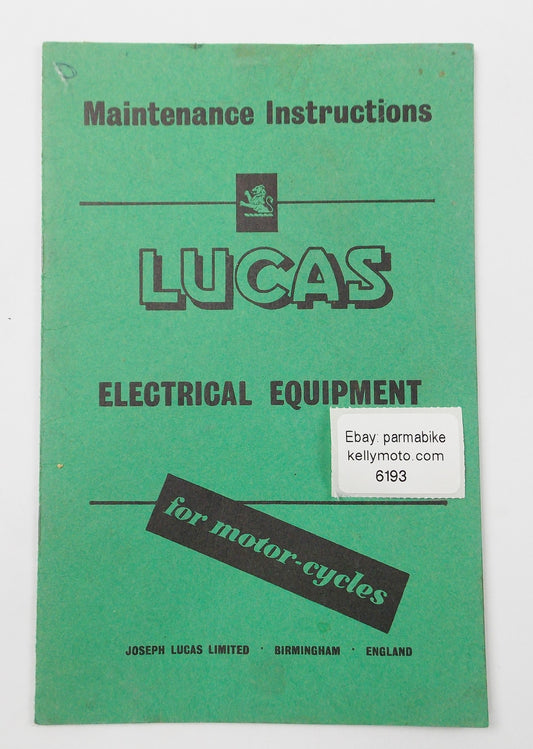 Maintenance Instructions
LUCAS
ELECTRICAL EQUIPMENT
Ebay: parmabike
kellymoto.com
6193
for motor-cycles
JOSEPH LUCAS LIMITED · BIRMINGHAM · ENGLAND